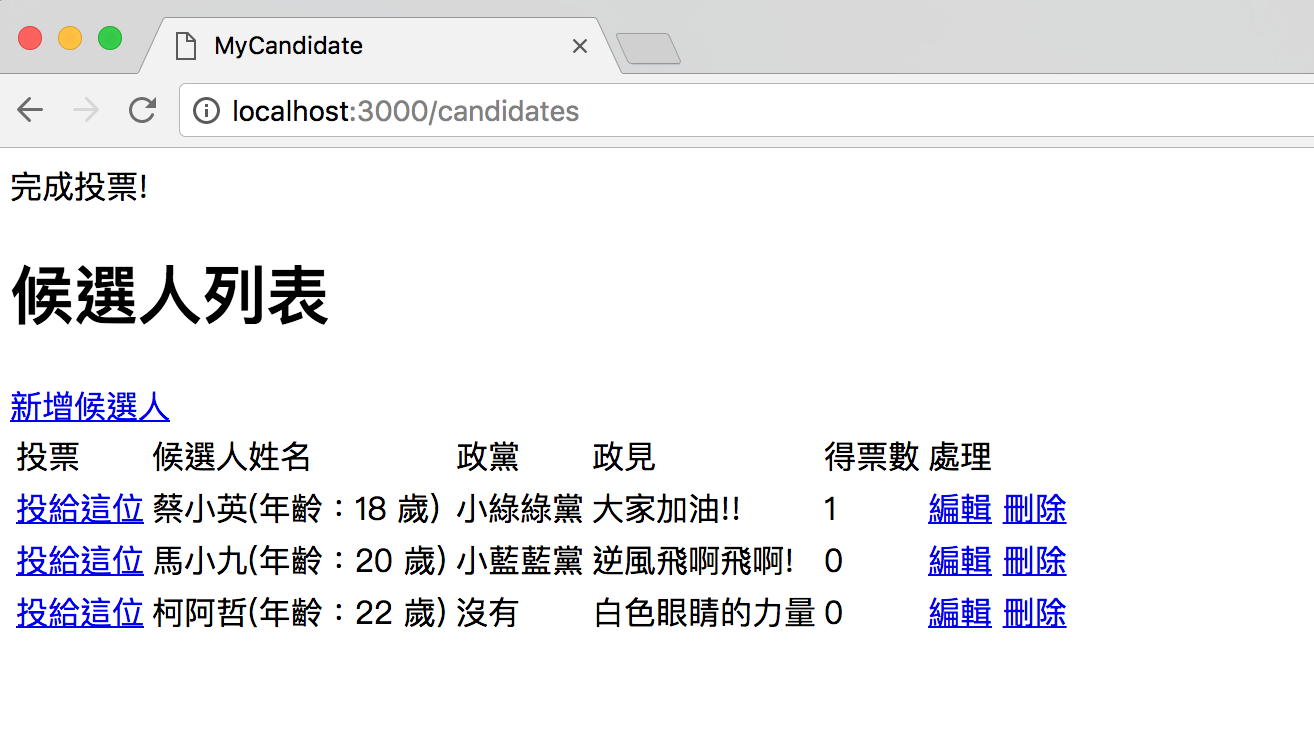 MyCandidate
localhost:3000/candidates
完成投票!
候選人列表
新增候選人
投票 候選人姓名 政黨 政見 得票數 處理
投給這位 蔡小英(年齡：18 歲) 小綠綠黨 大家加油!! 1 編輯 刪除
投給這位 馬小九(年齡：20 歲) 小藍藍黨 逆風飛啊飛啊! 0 編輯 刪除
投給這位 柯阿哲(年齡：22 歲) 沒有 白色眼睛的力量 0 編輯 刪除